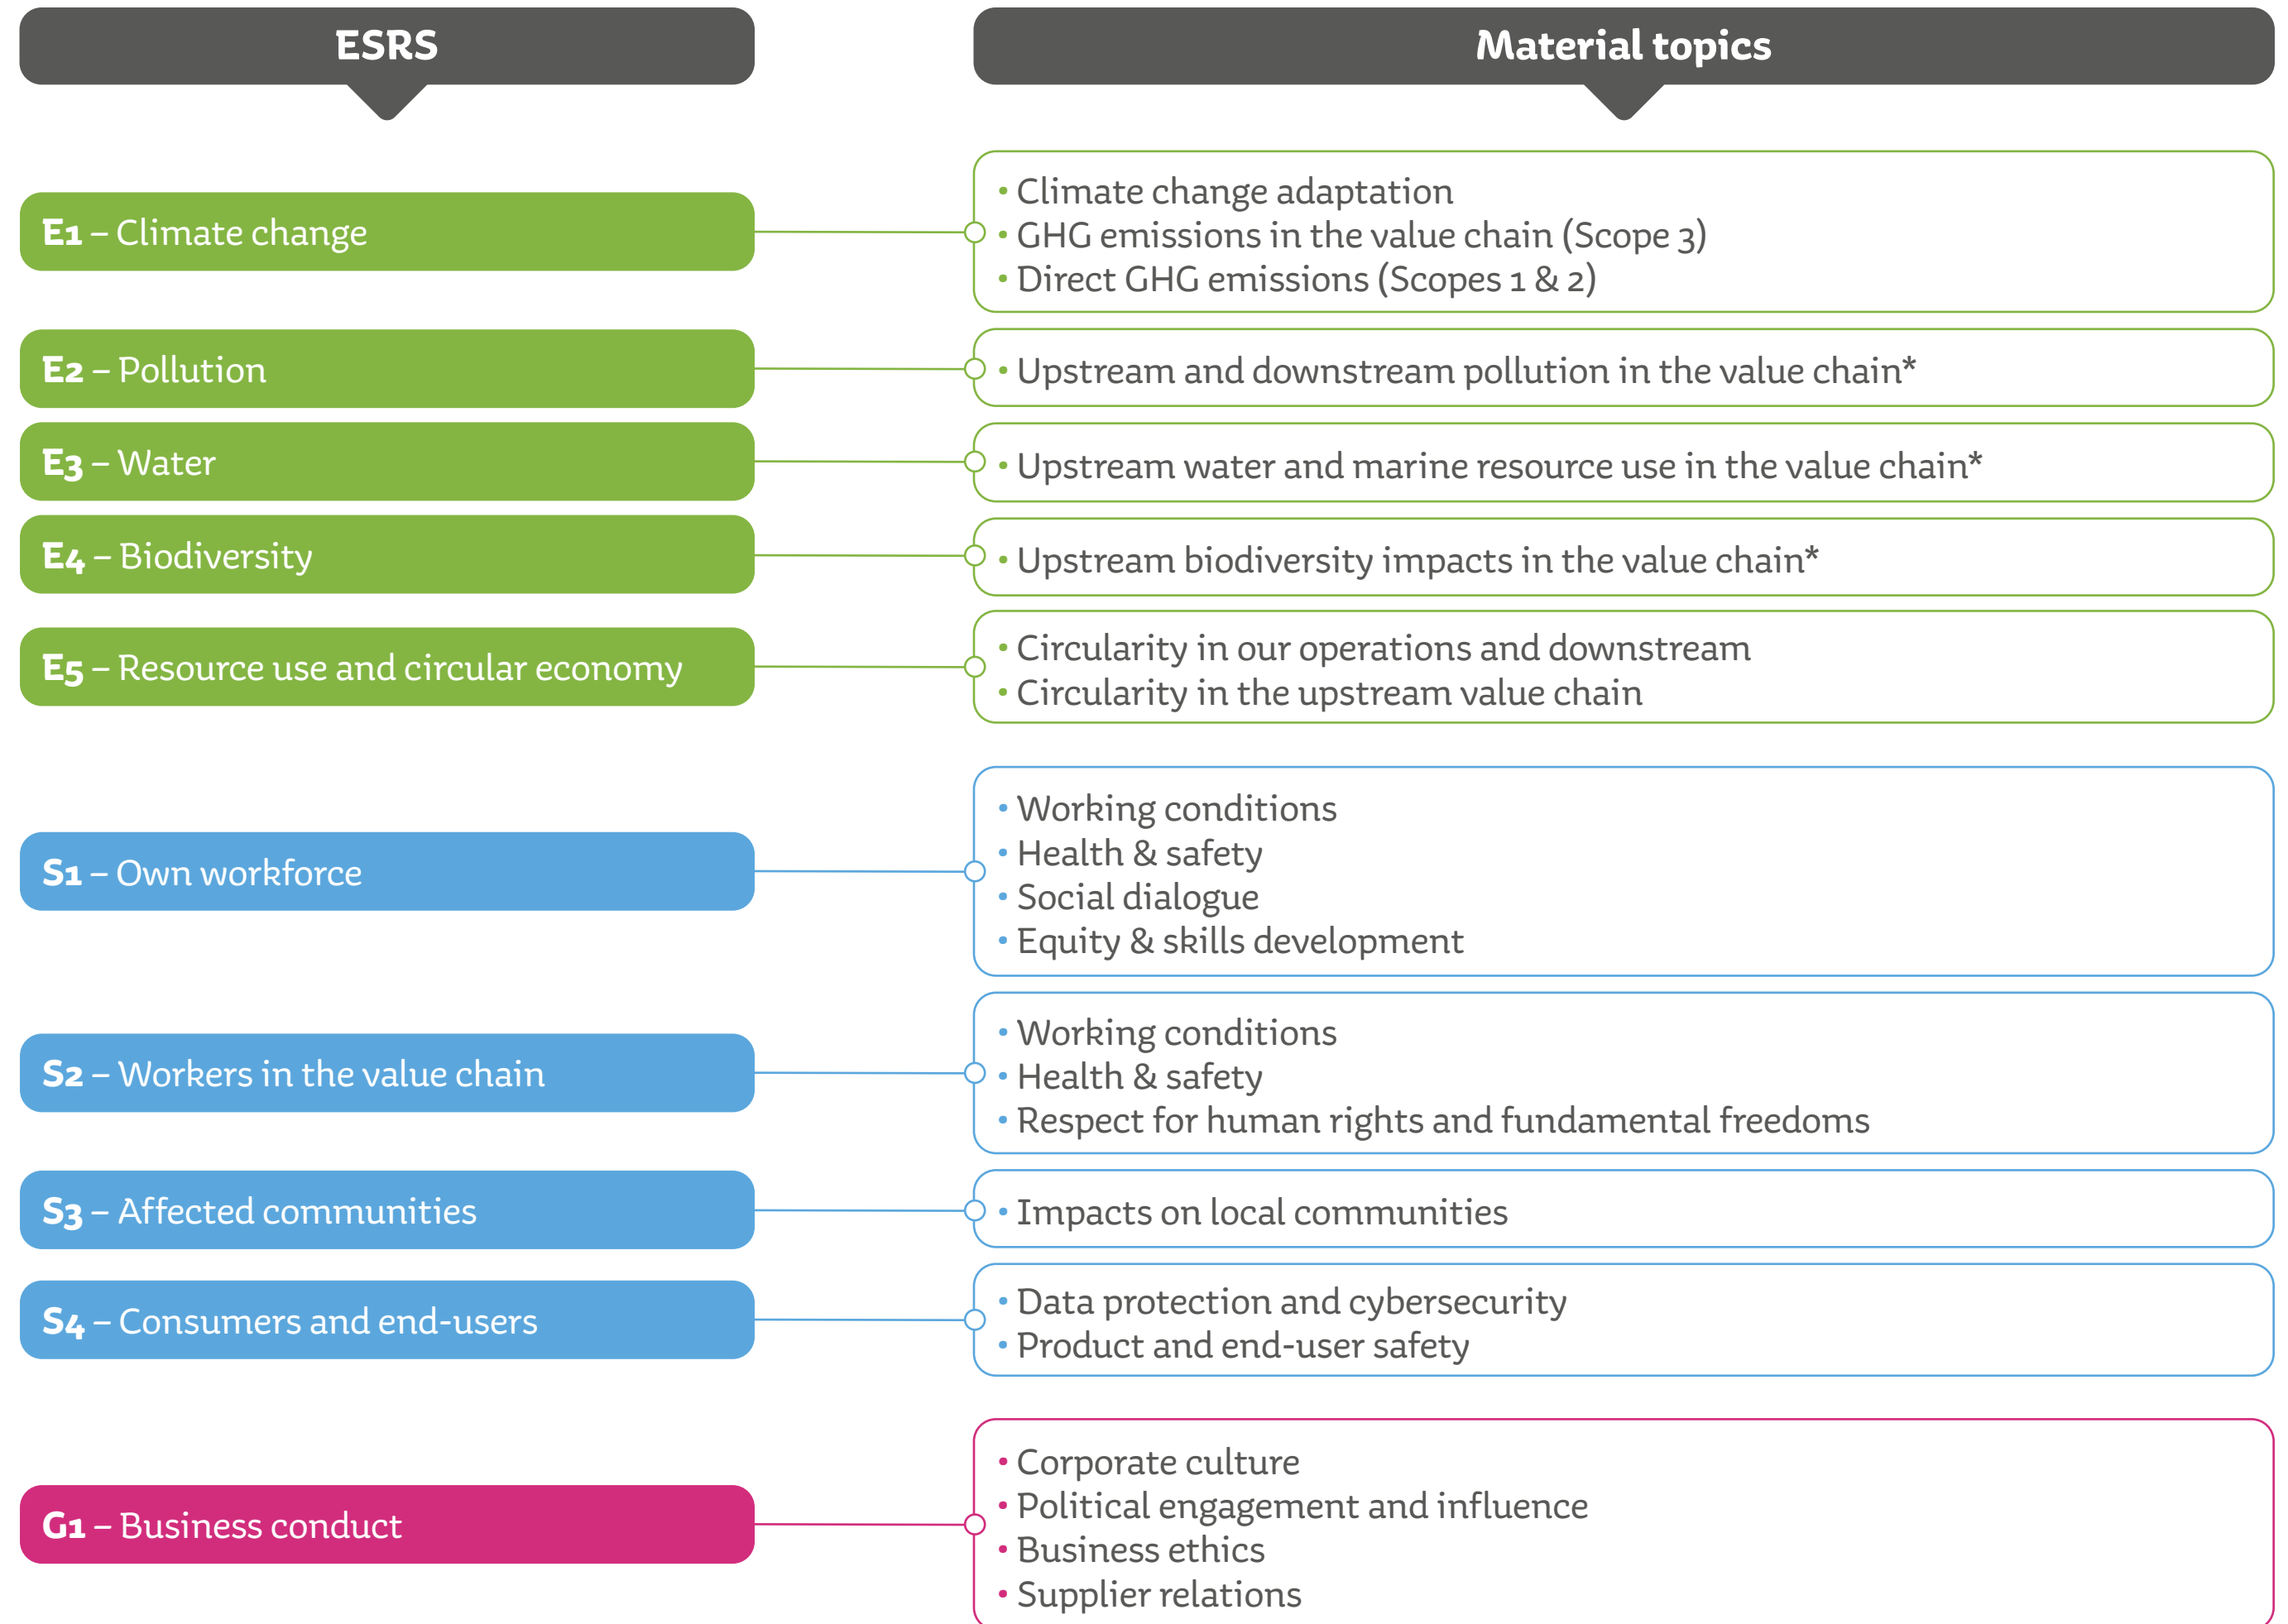 ESRS
Material topics
E1 – Climate change
• Climate change adaptation
• GHG emissions in the value chain (Scope 3)
• Direct GHG emissions (Scopes 1 & 2)
E2 – Pollution
• Upstream and downstream pollution in the value chain*
E3 – Water
• Upstream water and marine resource use in the value chain*
E4 – Biodiversity
• Upstream biodiversity impacts in the value chain*
E5 – Resource use and circular economy
• Circularity in our operations and downstream
• Circularity in the upstream value chain
S1 – Own workforce
• Working conditions
• Health & safety
• Social dialogue
• Equity & skills development
S2 – Workers in the value chain
• Working conditions
• Health & safety
• Respect for human rights and fundamental freedoms
S3 – Affected communities
• Impacts on local communities
S4 – Consumers and end-users
• Data protection and cybersecurity
• Product and end-user safety
G1 – Business conduct
• Corporate culture
• Political engagement and influence
• Business ethics
• Supplier relations